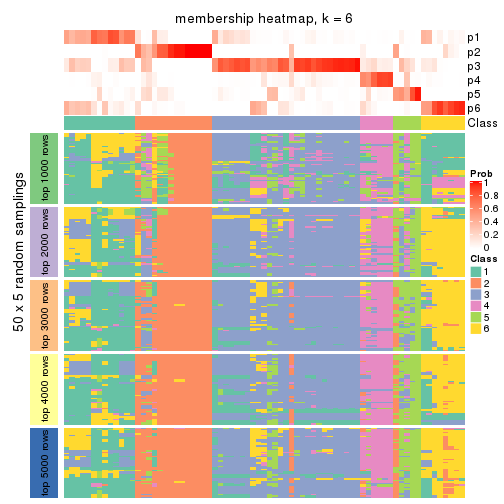 membership heatmap, k = 6
p1
p2
p3
p4
p5
p6
Class
50 x 5 random samplings
top 1000 rows
top 2000 rows
top 3000 rows
top 4000 rows
top 5000 rows
Prob
1
0.8
0.6
0.4
0.2
0
Class
1
2
3
4
5
6